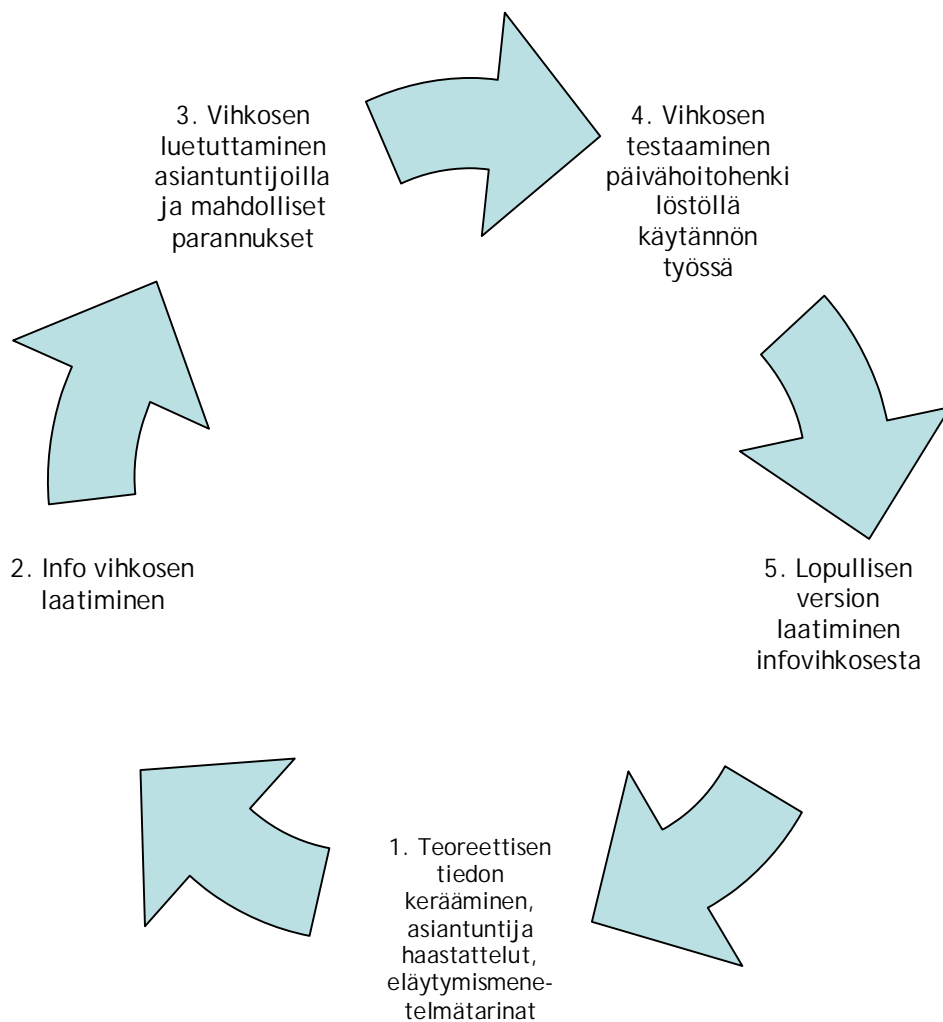 3. Vihkosen
luetuttaminen
asiantuntijoilla
ja mahdolliset
parannukset
4. Vihkosen
testaaminen
päivähoitohenki
löstöllä
käytännön
työssä
2. Info vihkosen
laatiminen
5. Lopullisen
version
laatiminen
infovihkosesta
1. Teoreettisen
tiedon
kerääminen,
asiantuntija
haastattelut,
eläytymismene-
telmätarinat